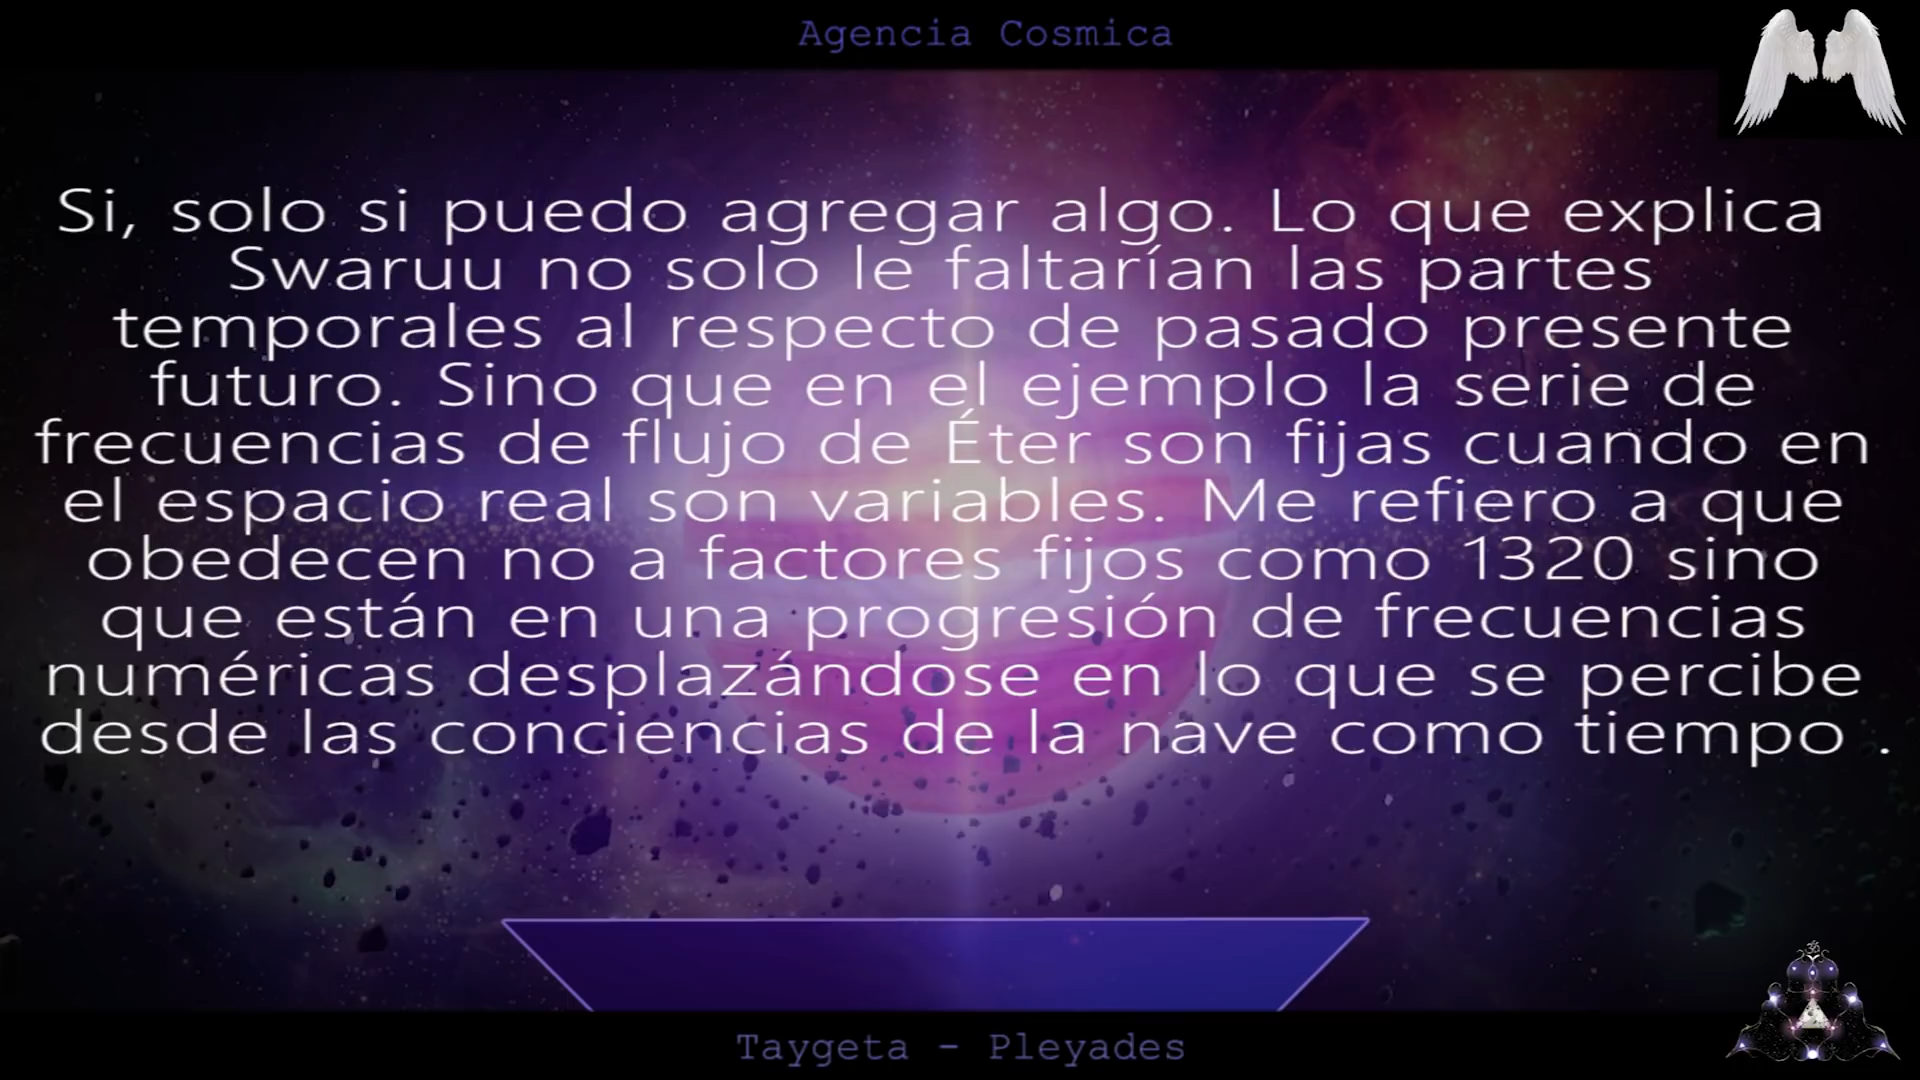 Agencia Cosmica
Si, solo si puedo agregar algo. Lo que explica
Swaruu no solo le faltarían las partes
temporales al respecto de pasado presente
futuro. Sino que en el ejemplo la serie de
frecuencias de flujo de Éter son fijas cuando en
el espacio real son variables. Me refiero a que
obedecen no a factores fijos como 1320 sino
que están en una progresión de frecuencias
numéricas desplazándose en lo que se percibe
desde las conciencias de la nave como tiempo .
Taygeta - Pleyades
ॐ